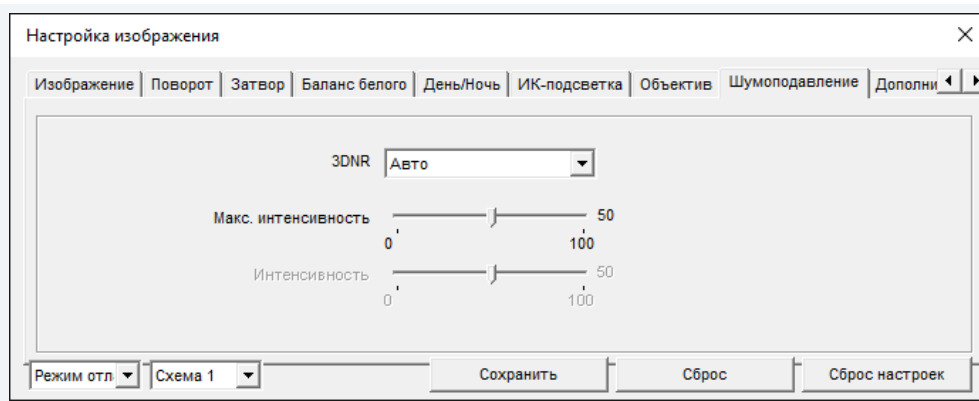 Настройка изображения
Изображение Поворот Затвор Баланс белого День/Ночь ИК-подсветка Объектив Шумоподавление Дополни
3DNR Авто
Макс. интенсивность 50
0 100
Интенсивность 50
0 100
Режим отл Схема 1 Сохранить Сброс Сброс настроек